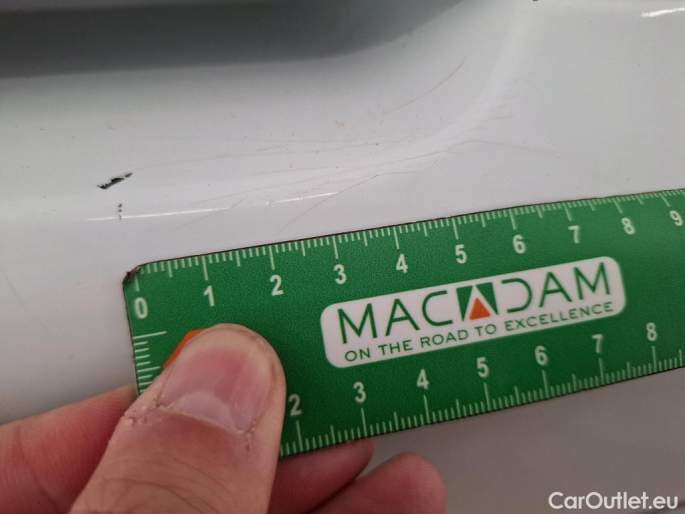 0 1 2 3 4 5 6 7 8 9
MACADAM
ON THE ROAD TO EXCELLENCE
2 3 4 5 6 7 8
CarOutlet.eu